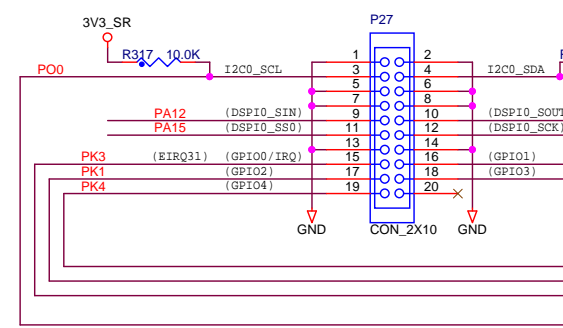 P27
3V3_SR
R317 10.0K
1 2
PO0 I2C0_SCL 3 4 I2C0_SDA
5 6
7 8
PA12 (DSPI0_SIN) 9 10 (DSPI0_SOUT
PA15 (DSPI0_SS0) 11 12 (DSPI0_SCK)
13 14
PK3 (EIRQ31) (GPIO0/IRQ) 15 16 (GPIO1)
PK1 (GPIO2) 17 18 (GPIO3)
PK4 (GPIO4) 19 20
GND CON_2X10 GND